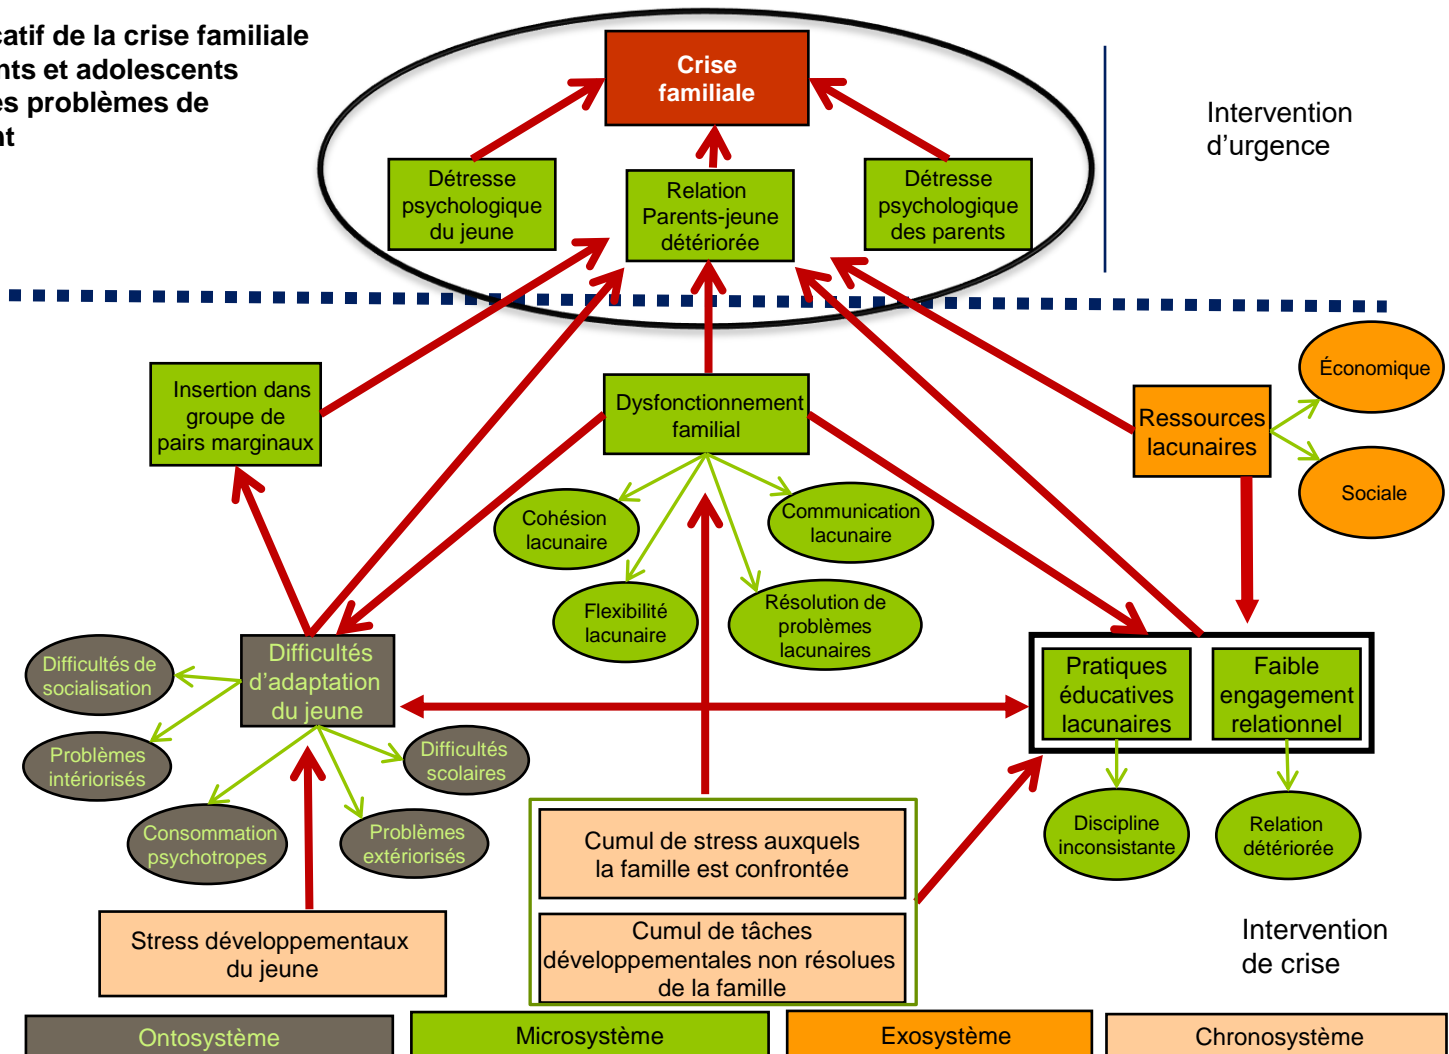 catif de la crise familiale
nts et adolescents
es problèmes de
nt
Crise
familiale
Intervention
d’urgence
Détresse
psychologique
du jeune
Relation
Parents-jeune
détériorée
Détresse
psychologique
des parents
Insertion dans
groupe de
pairs marginaux
Dysfonctionnement
familial
Ressources
lacunaires
Économique
Sociale
Cohésion
lacunaire
Communication
lacunaire
Flexibilité
lacunaire
Résolution de
problèmes
lacunaires
Difficultés de
socialisation
Difficultés
d’adaptation
du jeune
Pratiques
éducatives
lacunaires
Faible
engagement
relationnel
Problèmes
intériorisés
Difficultés
scolaires
Consommation
psychotropes
Problèmes
extériorisés
Cumul de stress auxquels
la famille est confrontée
Discipline
inconsistante
Relation
détériorée
Stress développementaux
du jeune
Cumul de tâches
développementales non résolues
de la famille
Intervention
de crise
Ontosystème
Microsystème
Exosystème
Chronosystème